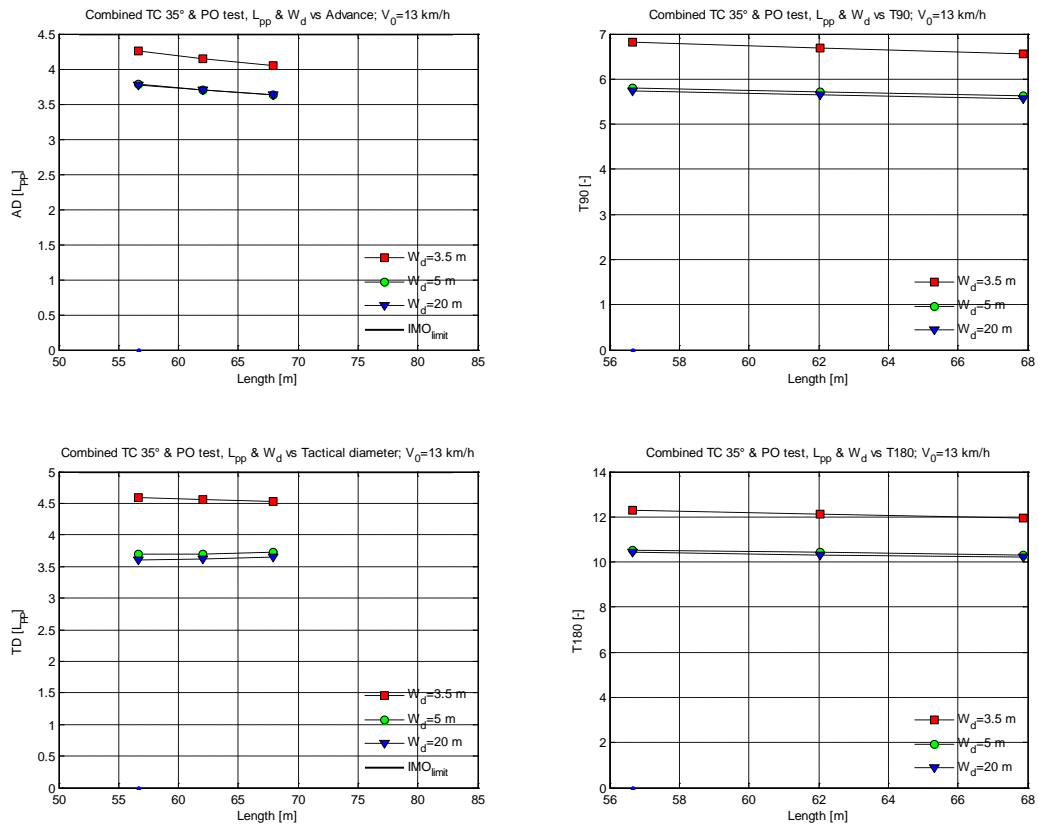 Combined TC 35° & PO test, Lpp & Wd vs Advance; V0=13 km/h
4.5
4
3.5
3
2.5
2
1.5
1
0.5
0
AD [Lpp]
Wd=3.5 m
Wd=5 m
Wd=20 m
IMOlimit
50 55 60 65 70 75 80 85
Length [m]
Combined TC 35° & PO test, Lpp & Wd vs T90; V0=13 km/h
7
6
5
4
3
2
1
0
T90 [-]
Wd=3.5 m
Wd=5 m
Wd=20 m
56 58 60 62 64 66 68
Length [m]
Combined TC 35° & PO test, Lpp & Wd vs Tactical diameter; V0=13 km/h
5
4.5
4
3.5
3
2.5
2
1.5
1
0.5
0
TD [Lpp]
Wd=3.5 m
Wd=5 m
Wd=20 m
IMOlimit
50 55 60 65 70 75 80 85
Length [m]
Combined TC 35° & PO test, Lpp & Wd vs T180; V0=13 km/h
14
12
10
8
6
4
2
0
T180 [-]
Wd=3.5 m
Wd=5 m
Wd=20 m
56 58 60 62 64 66 68
Length [m]